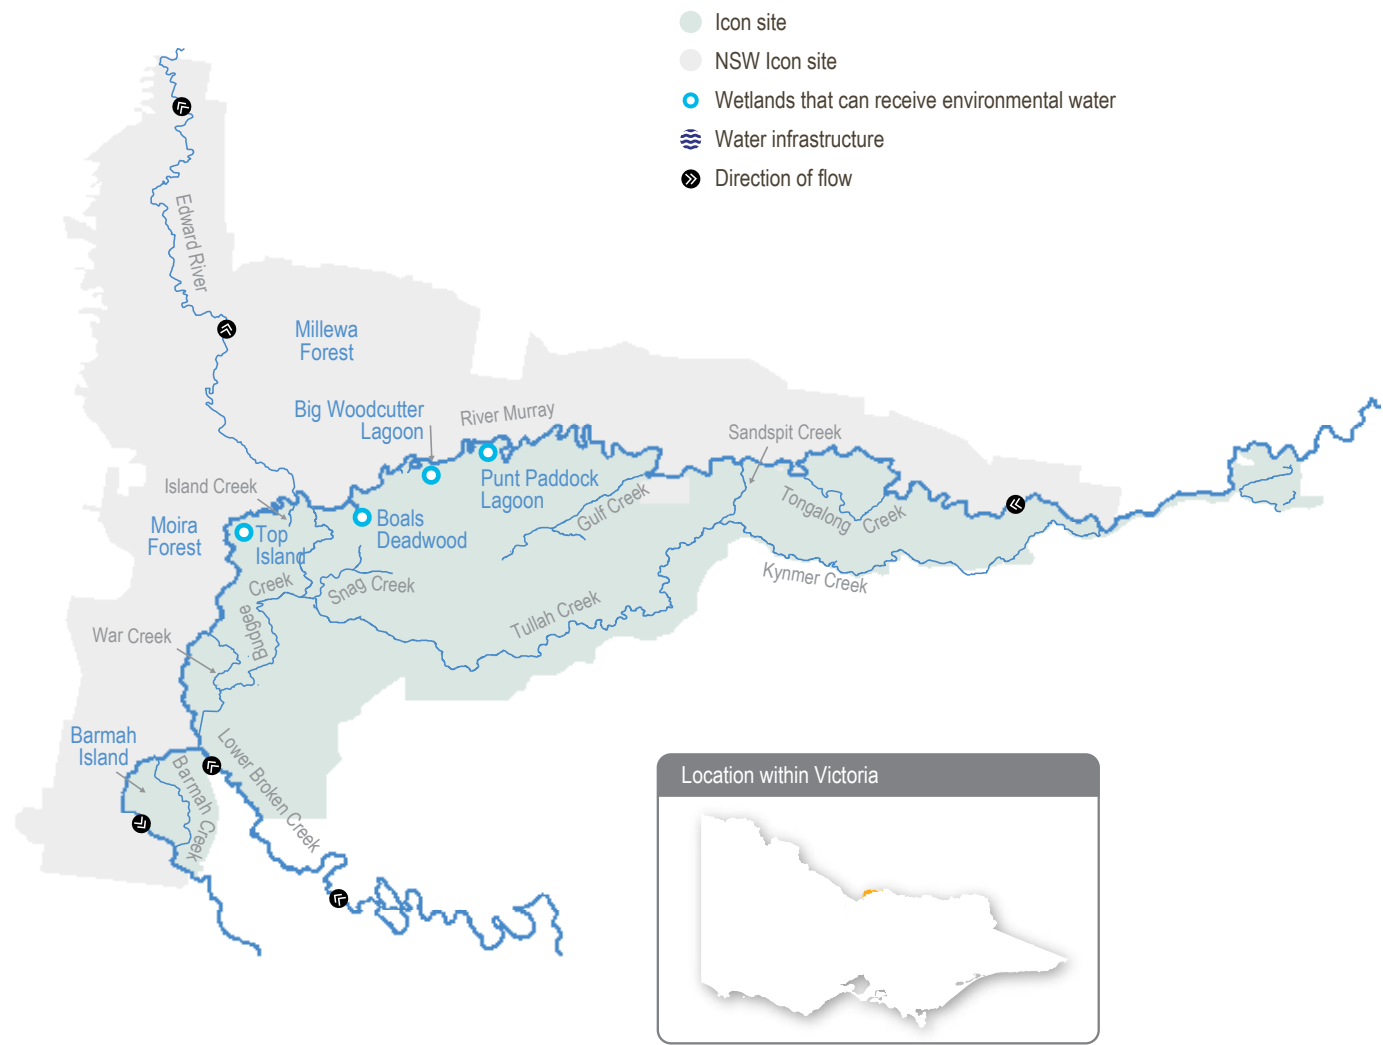 Icon site
NSW Icon site
Wetlands that can receive environmental water
Water infrastructure
Direction of flow
Edward River
Millewa
Forest
Big Woodcutter
Lagoon
River Murray
Sandspit Creek
Punt Paddock
Lagoon
Island Creek
Gulf Creek
Tongalong
Creek
Moira
Forest
Top
Island
Boals
Deadwood
Kynmer Creek
Budgee
Creek
Snag Creek
Tullah Creek
War Creek
Barmah
Island
Barmah Creek
Lower Broken Creek
Location within Victoria